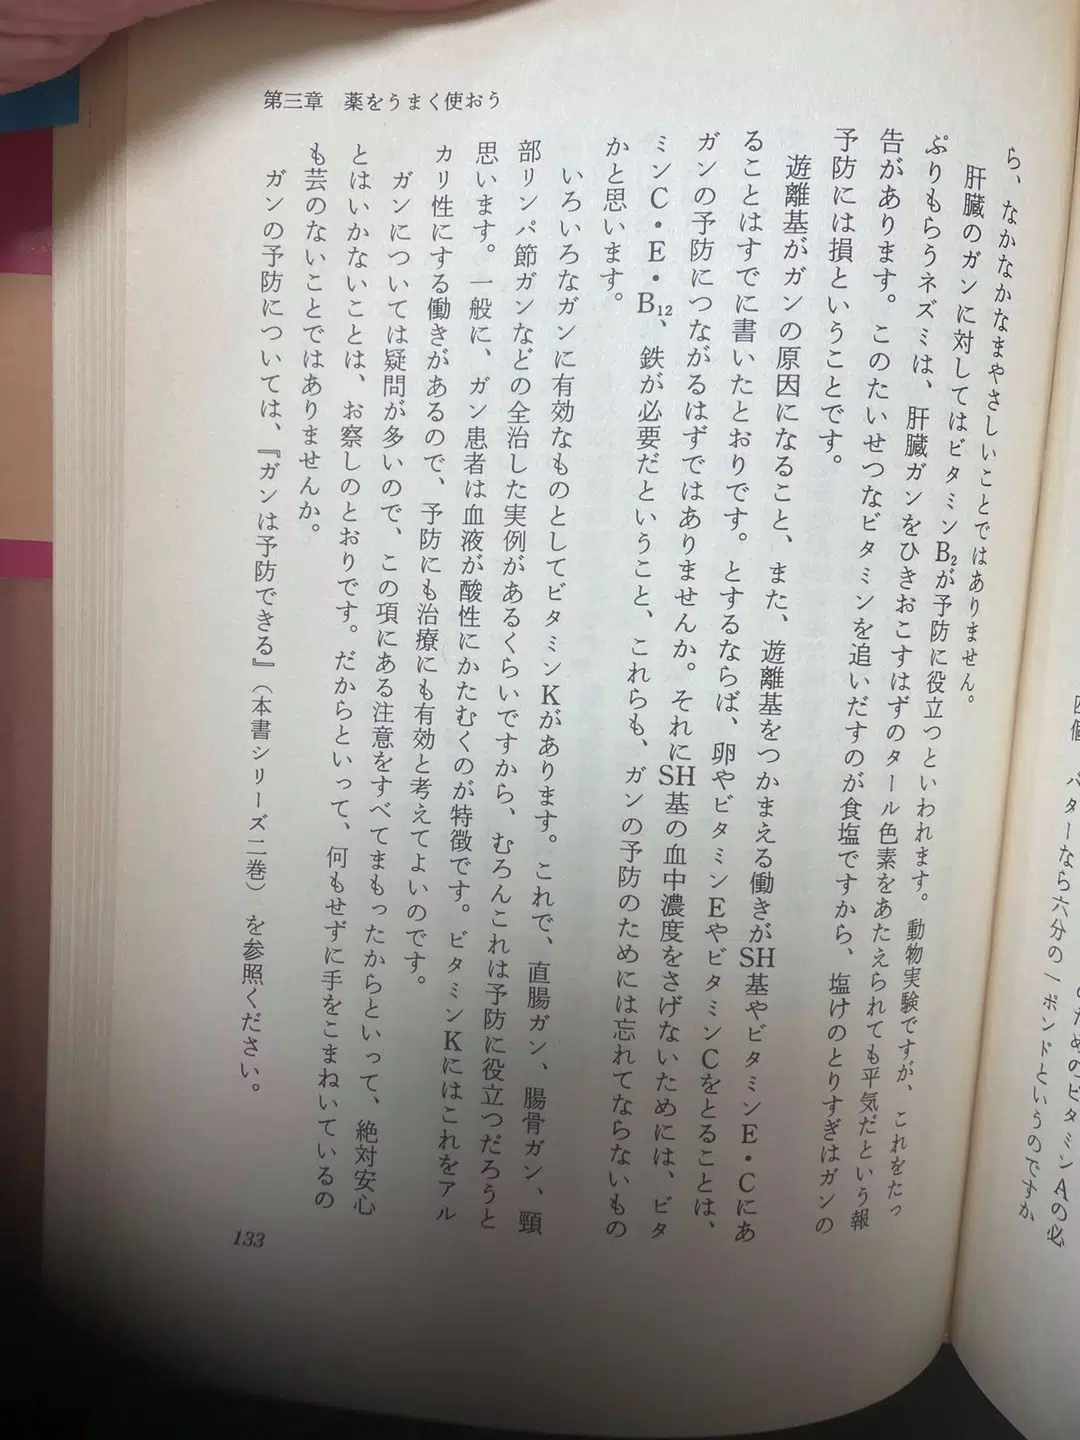 四個、バターなら六分の一ポンドというのですか
ら、なかなかなまやさしいことではありません。
肝臓のガンに対してはビタミンB₂が予防に役立つといわれます。動物実験ですが、これをたっ
ぷりもらうネズミは、肝臓ガンをひきおこすはずのタール色素をあたえられても平気だという報
告があります。このたいせつなビタミンを追いだすのが食塩ですから、塩けのとりすぎはガンの
予防には損ということです。
遊離基がガンの原因になること、また、遊離基をつかまえる働きがSH基やビタミンE・Cにあ
ることはすでに書いたとおりです。とするならば、卵やビタミンEやビタミンCをとることは、
ガンの予防につながるはずではありませんか。それにSH基の血中濃度をさげないためには、ビタ
ミンC・E・B₁₂、鉄が必要だということ、これらも、ガンの予防のためには忘れてならないもの
かと思います。
いろいろなガンに有効なものとしてビタミンKがあります。これで、直腸ガン、腸骨ガン、頸
部リンパ節ガンなどの全治した実例があるくらいですから、むろんこれは予防に役立つだろうと
思います。一般に、ガン患者は血液が酸性にかたむくのが特徴です。ビタミンKにはこれをアル
カリ性にする働きがあるので、予防にも治療にも有効と考えてよいのです。
ガンについては疑問が多いので、この項にある注意をすべてまもったからといって、絶対安心
とはいかないことは、お察しのとおりです。だからといって、何もせずに手をこまねいているの
も芸のないことではありませんか。
ガンの予防については、『ガンは予防できる』（本書シリーズ二巻）を参照ください。
第三章 薬をうまく使おう
133